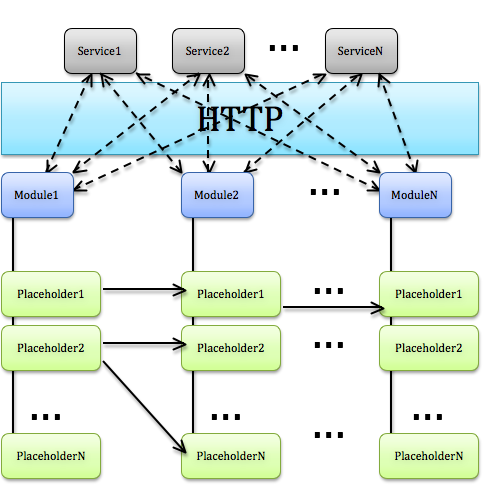 Service1 Service2 ... ServiceN
HTTP
Module1 Module2 ... ModuleN
Placeholder1 Placeholder1 ... Placeholder1
Placeholder2 Placeholder2 ... Placeholder2
... ... ...
PlaceholderN PlaceholderN ... PlaceholderN